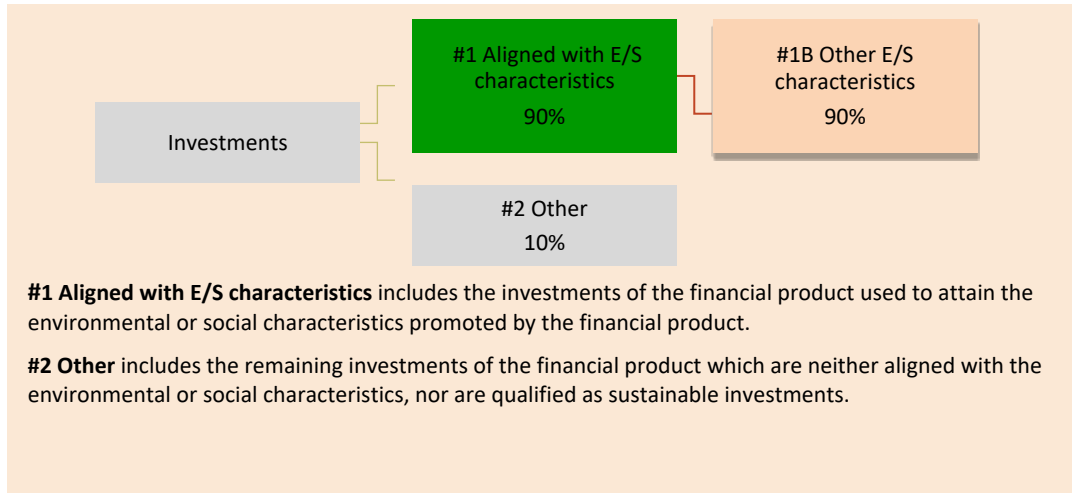 #1 Aligned with E/S
characteristics
90%
#1B Other E/S
characteristics
90%
Investments
#2 Other
10%
#1 Aligned with E/S characteristics includes the investments of the financial product used to attain the
environmental or social characteristics promoted by the financial product.
#2 Other includes the remaining investments of the financial product which are neither aligned with the
environmental or social characteristics, nor are qualified as sustainable investments.